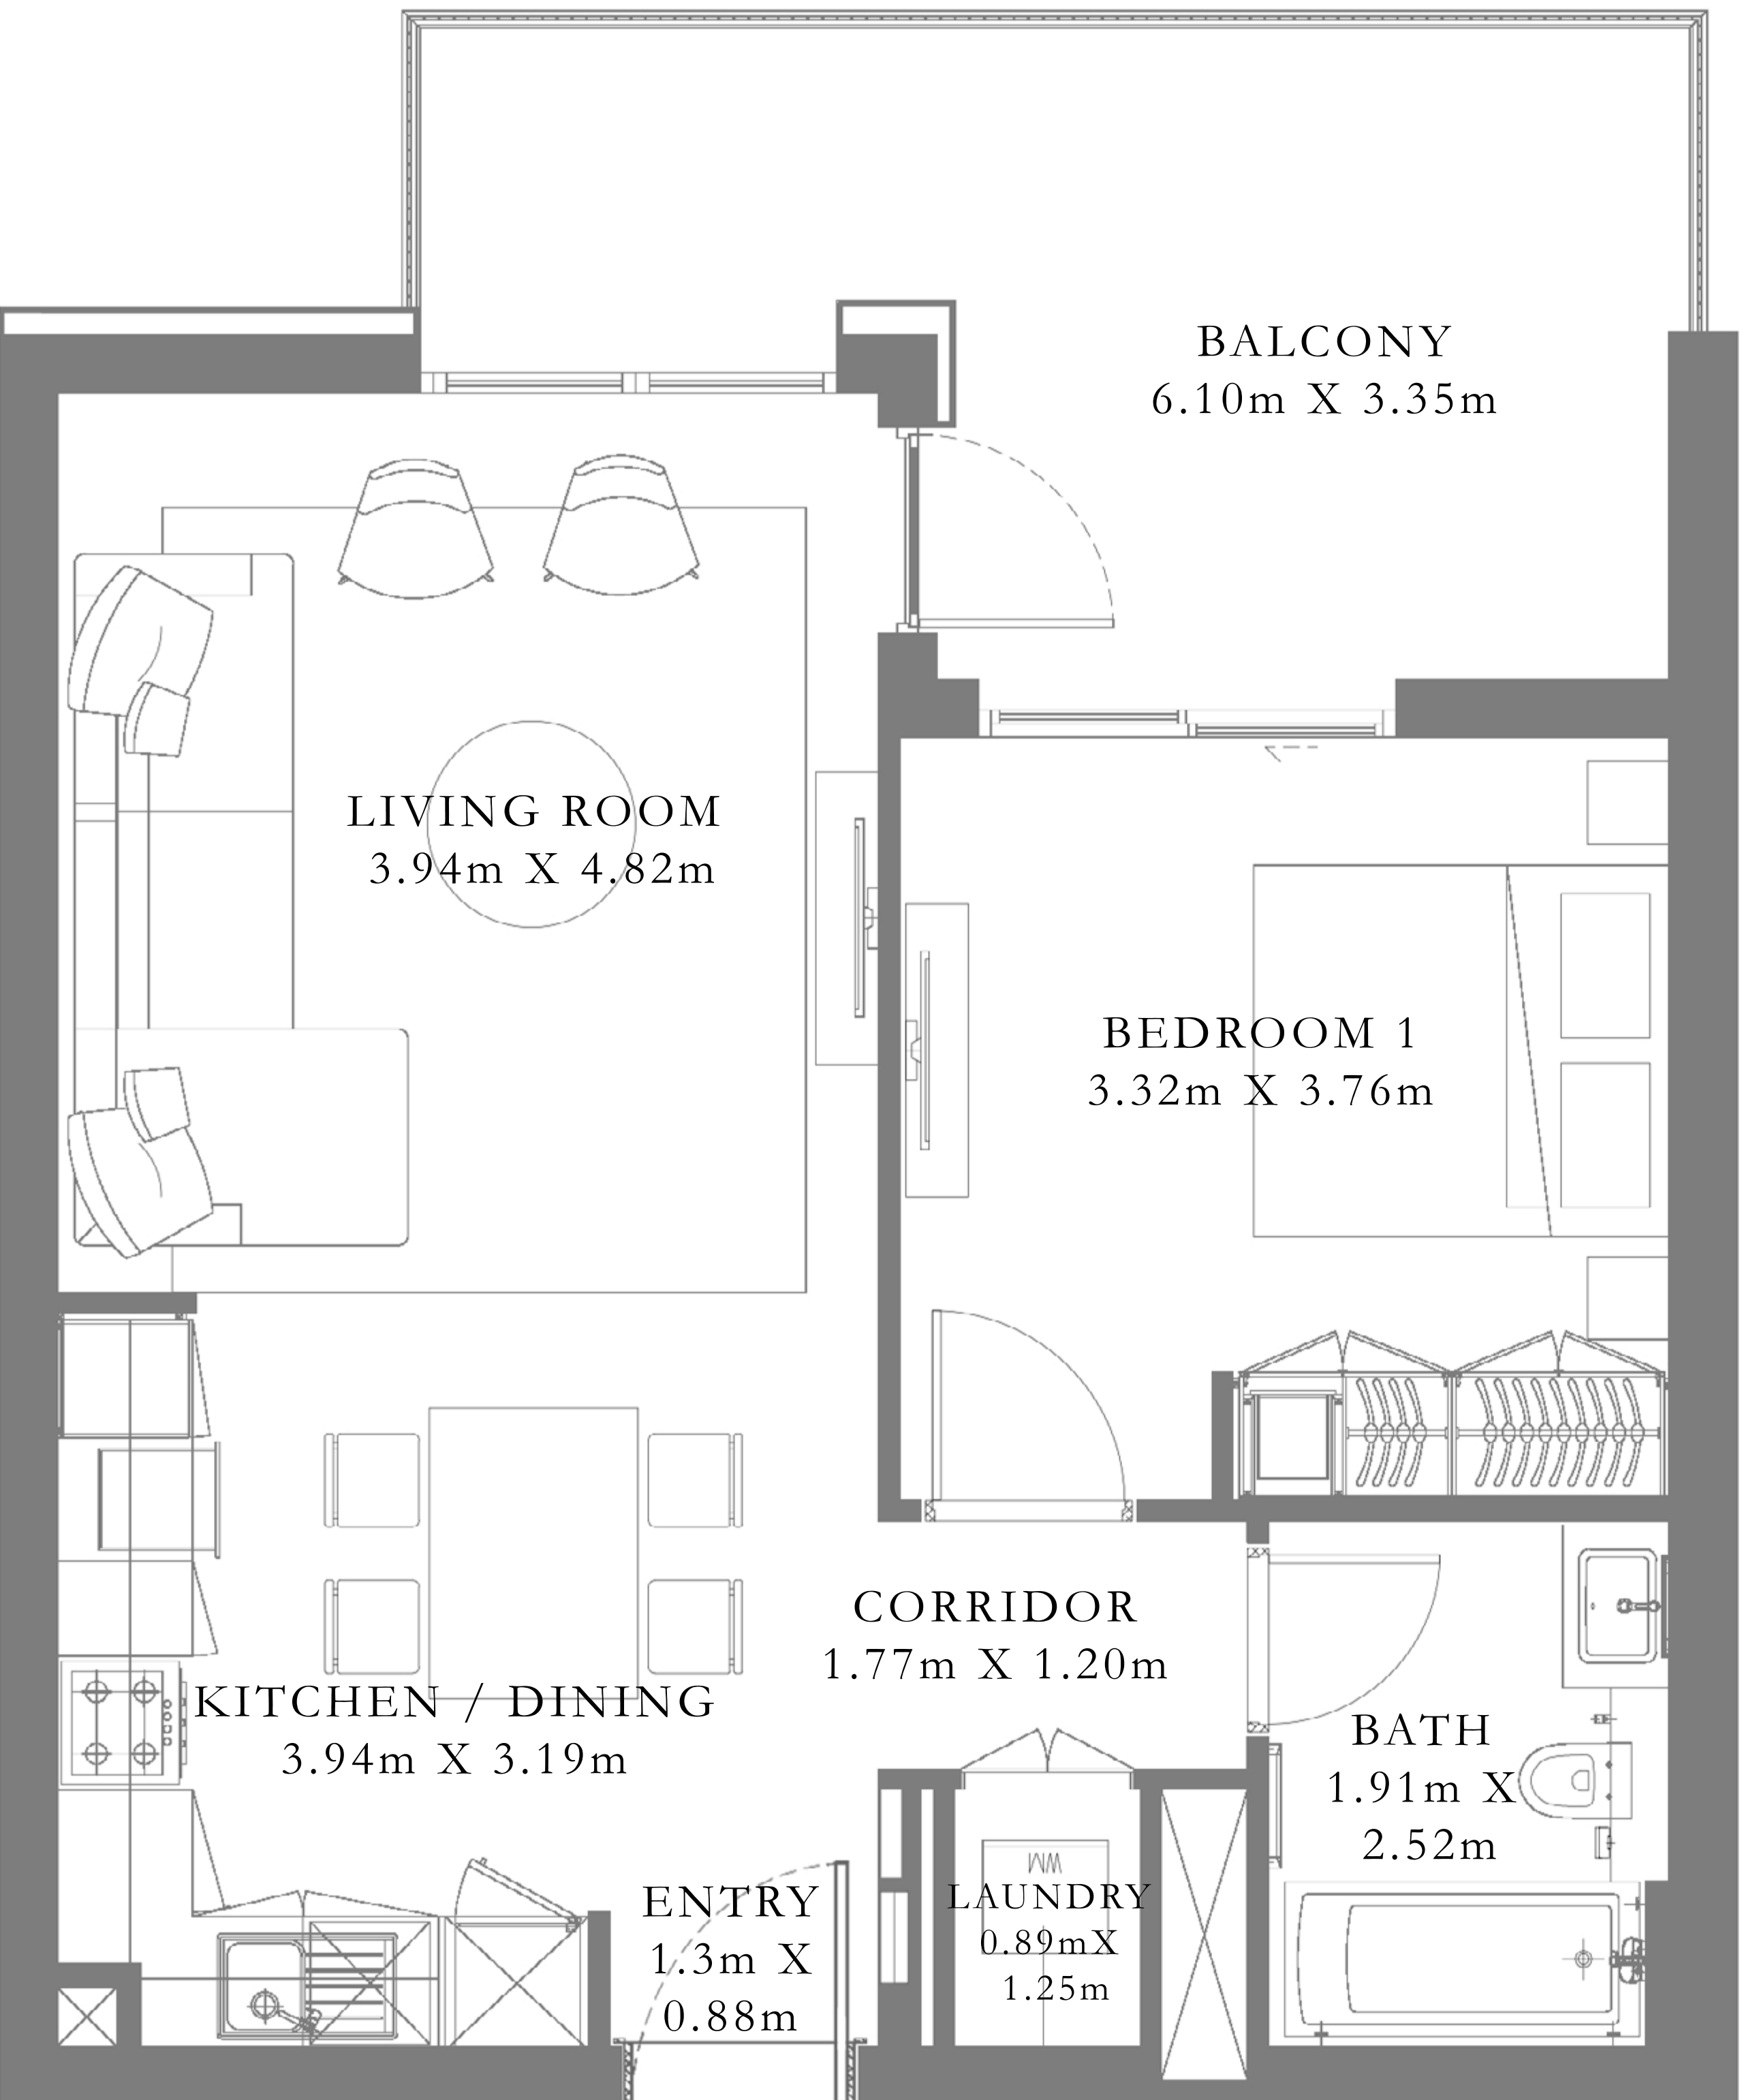 BALCONY
6.10m X 3.35m
LIVING ROOM
3.94m X 4.82m
BEDROOM 1
3.32m X 3.76m
CORRIDOR
1.77m X 1.20m
KITCHEN / DINING
3.94m X 3.19m
BATH
1.91m X
2.52m
ENTRY
1.3m X
0.88m
WM
LAUNDRY
0.89mX
1.25m